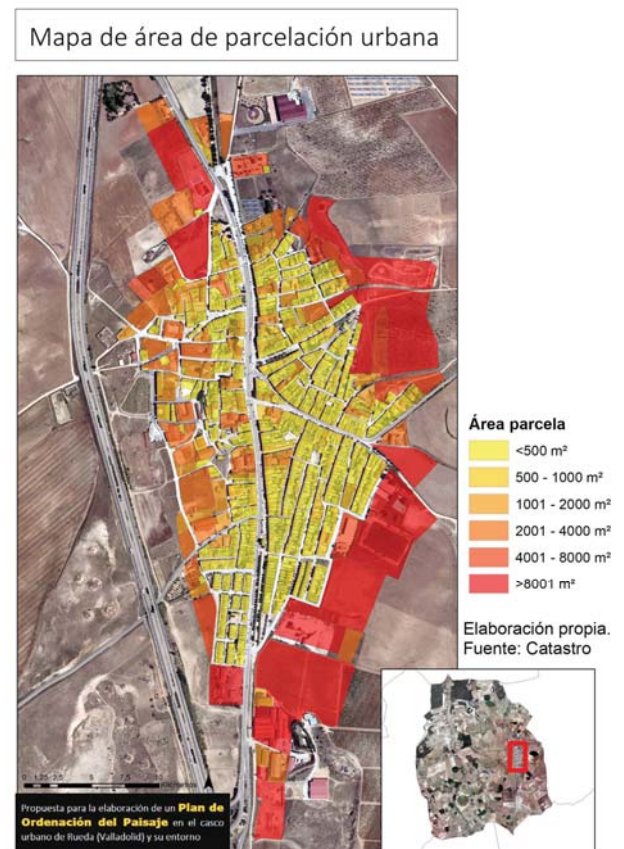 Mapa de área de parcelación urbana
Área parcela
<500 m²
500 - 1000 m²
1001 - 2000 m²
2001 - 4000 m²
4001 - 8000 m²
>8001 m²
Elaboración propia.
Fuente: Catastro
Propuesta para la elaboración de un Plan de
Ordenación del Paisaje en el casco
urbano de Rueda (Valladolid) y su entorno